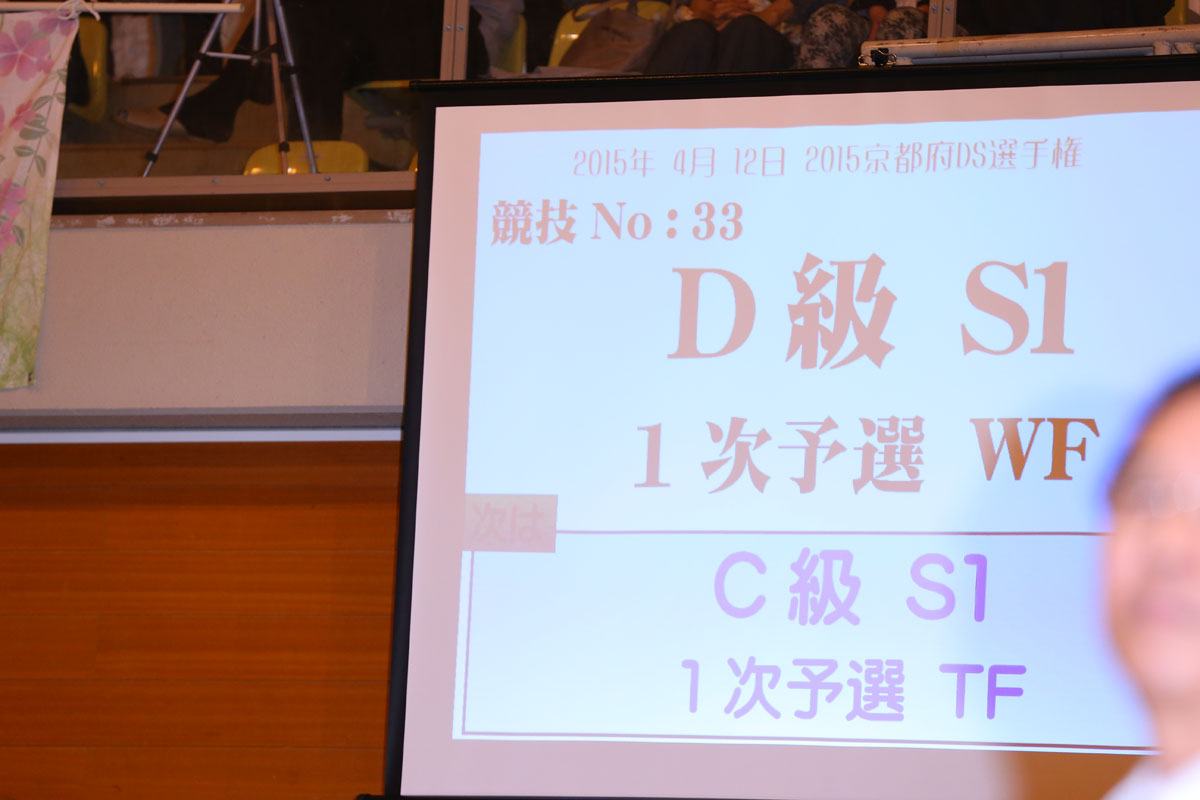 2015年 4月 12日 2015京都府DS選手権
競技 No : 33
D 級 S1
1 次予選 WF
次は
C 級 S1
1 次予選 TF